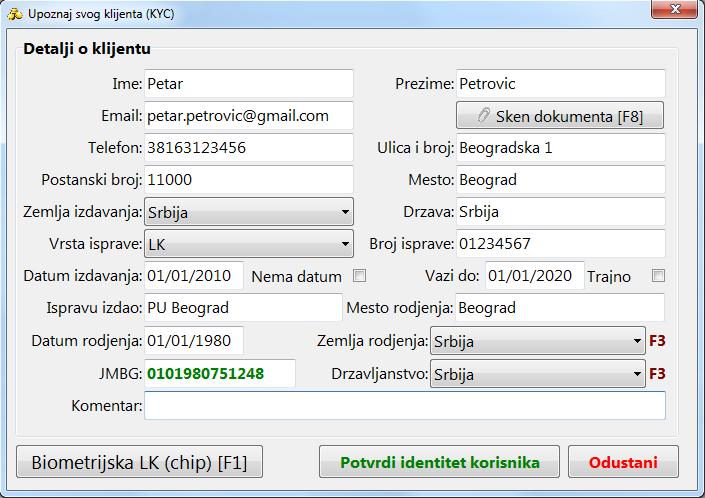 Upoznaj svog klijenta (KYC)
Detalji o klijentu
Ime: Petar Prezime: Petrovic
Email: petar.petrovic@gmail.com Sken dokumenta [F8]
Telefon: 38163123456 Ulica i broj: Beogradska 1
Postanski broj: 11000 Mesto: Beograd
Zemlja izdavanja: Srbija Drzava: Srbija
Vrsta isprave: LK Broj isprave: 01234567
Datum izdavanja: 01/01/2010 Nema datum Vazi do: 01/01/2020 Trajno
Ispravu izdao: PU Beograd Mesto rodjenja: Beograd
Datum rodjenja: 01/01/1980 Zemlja rodjenja: Srbija F3
JMBG: 0101980751248 Drzavljanstvo: Srbija F3
Komentar:
Biometrijska LK (chip) [F1] Potvrdi identitet korisnika Odustani